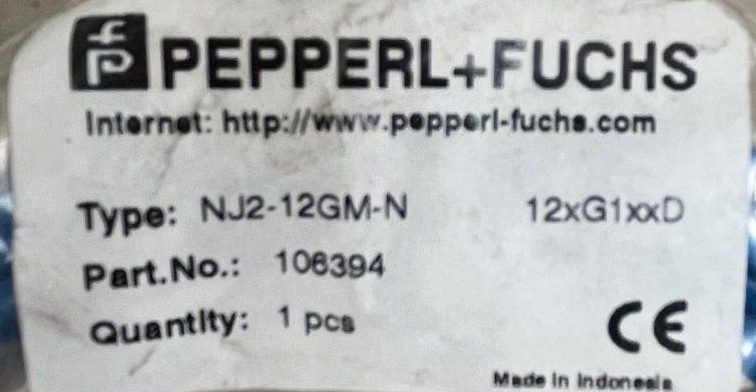 PEPPERL+FUCHS
Internet: http://www.pepperl-fuchs.com
Type: NJ2-12GM-N 12xG1xxD
Part.No.: 106394
Quantity: 1 pcs
CE
Made in Indonesia